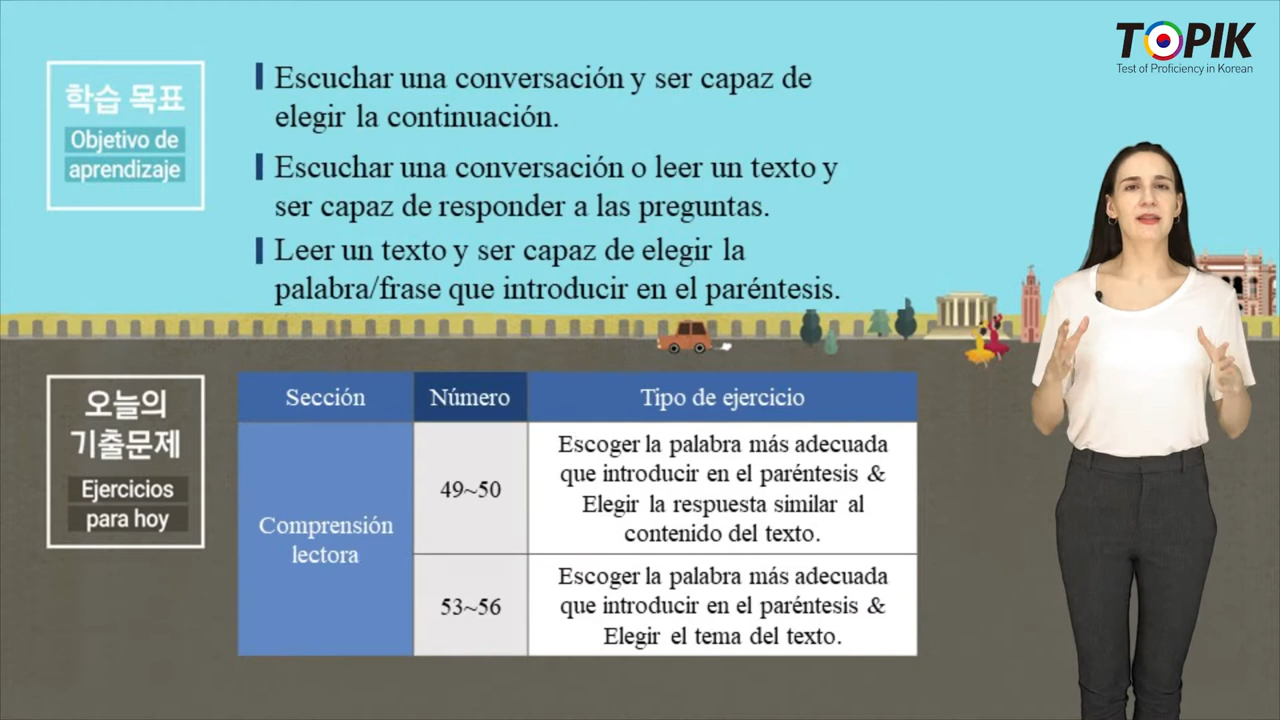 TOPIK
Test of Proficiency in Korean
학습 목표
Objetivo de
aprendizaje
Escuchar una conversación y ser capaz de
elegir la continuación.
Escuchar una conversación o leer un texto y
ser capaz de responder a las preguntas.
Leer un texto y ser capaz de elegir la
palabra/frase que introducir en el paréntesis.
오늘의
기출문제
Ejercicios
para hoy
Sección
Número
Tipo de ejercicio
Comprensión
lectora
49~50
Escoger la palabra más adecuada
que introducir en el paréntesis &
Elegir la respuesta similar al
contenido del texto.
53~56
Escoger la palabra más adecuada
que introducir en el paréntesis &
Elegir el tema del texto.